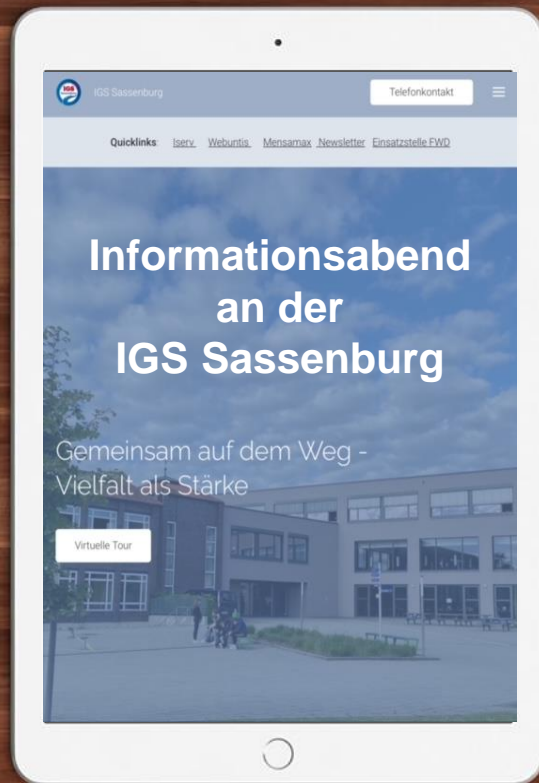 IGS
IGS Sassenburg
Telefonkontakt
Quicklinks: Iserv Webuntis Mensamax Newsletter Einsatzstelle FWD
Informationsabend
an der
IGS Sassenburg
Gemeinsam auf dem Weg -
Vielfalt als Stärke
Virtuelle Tour